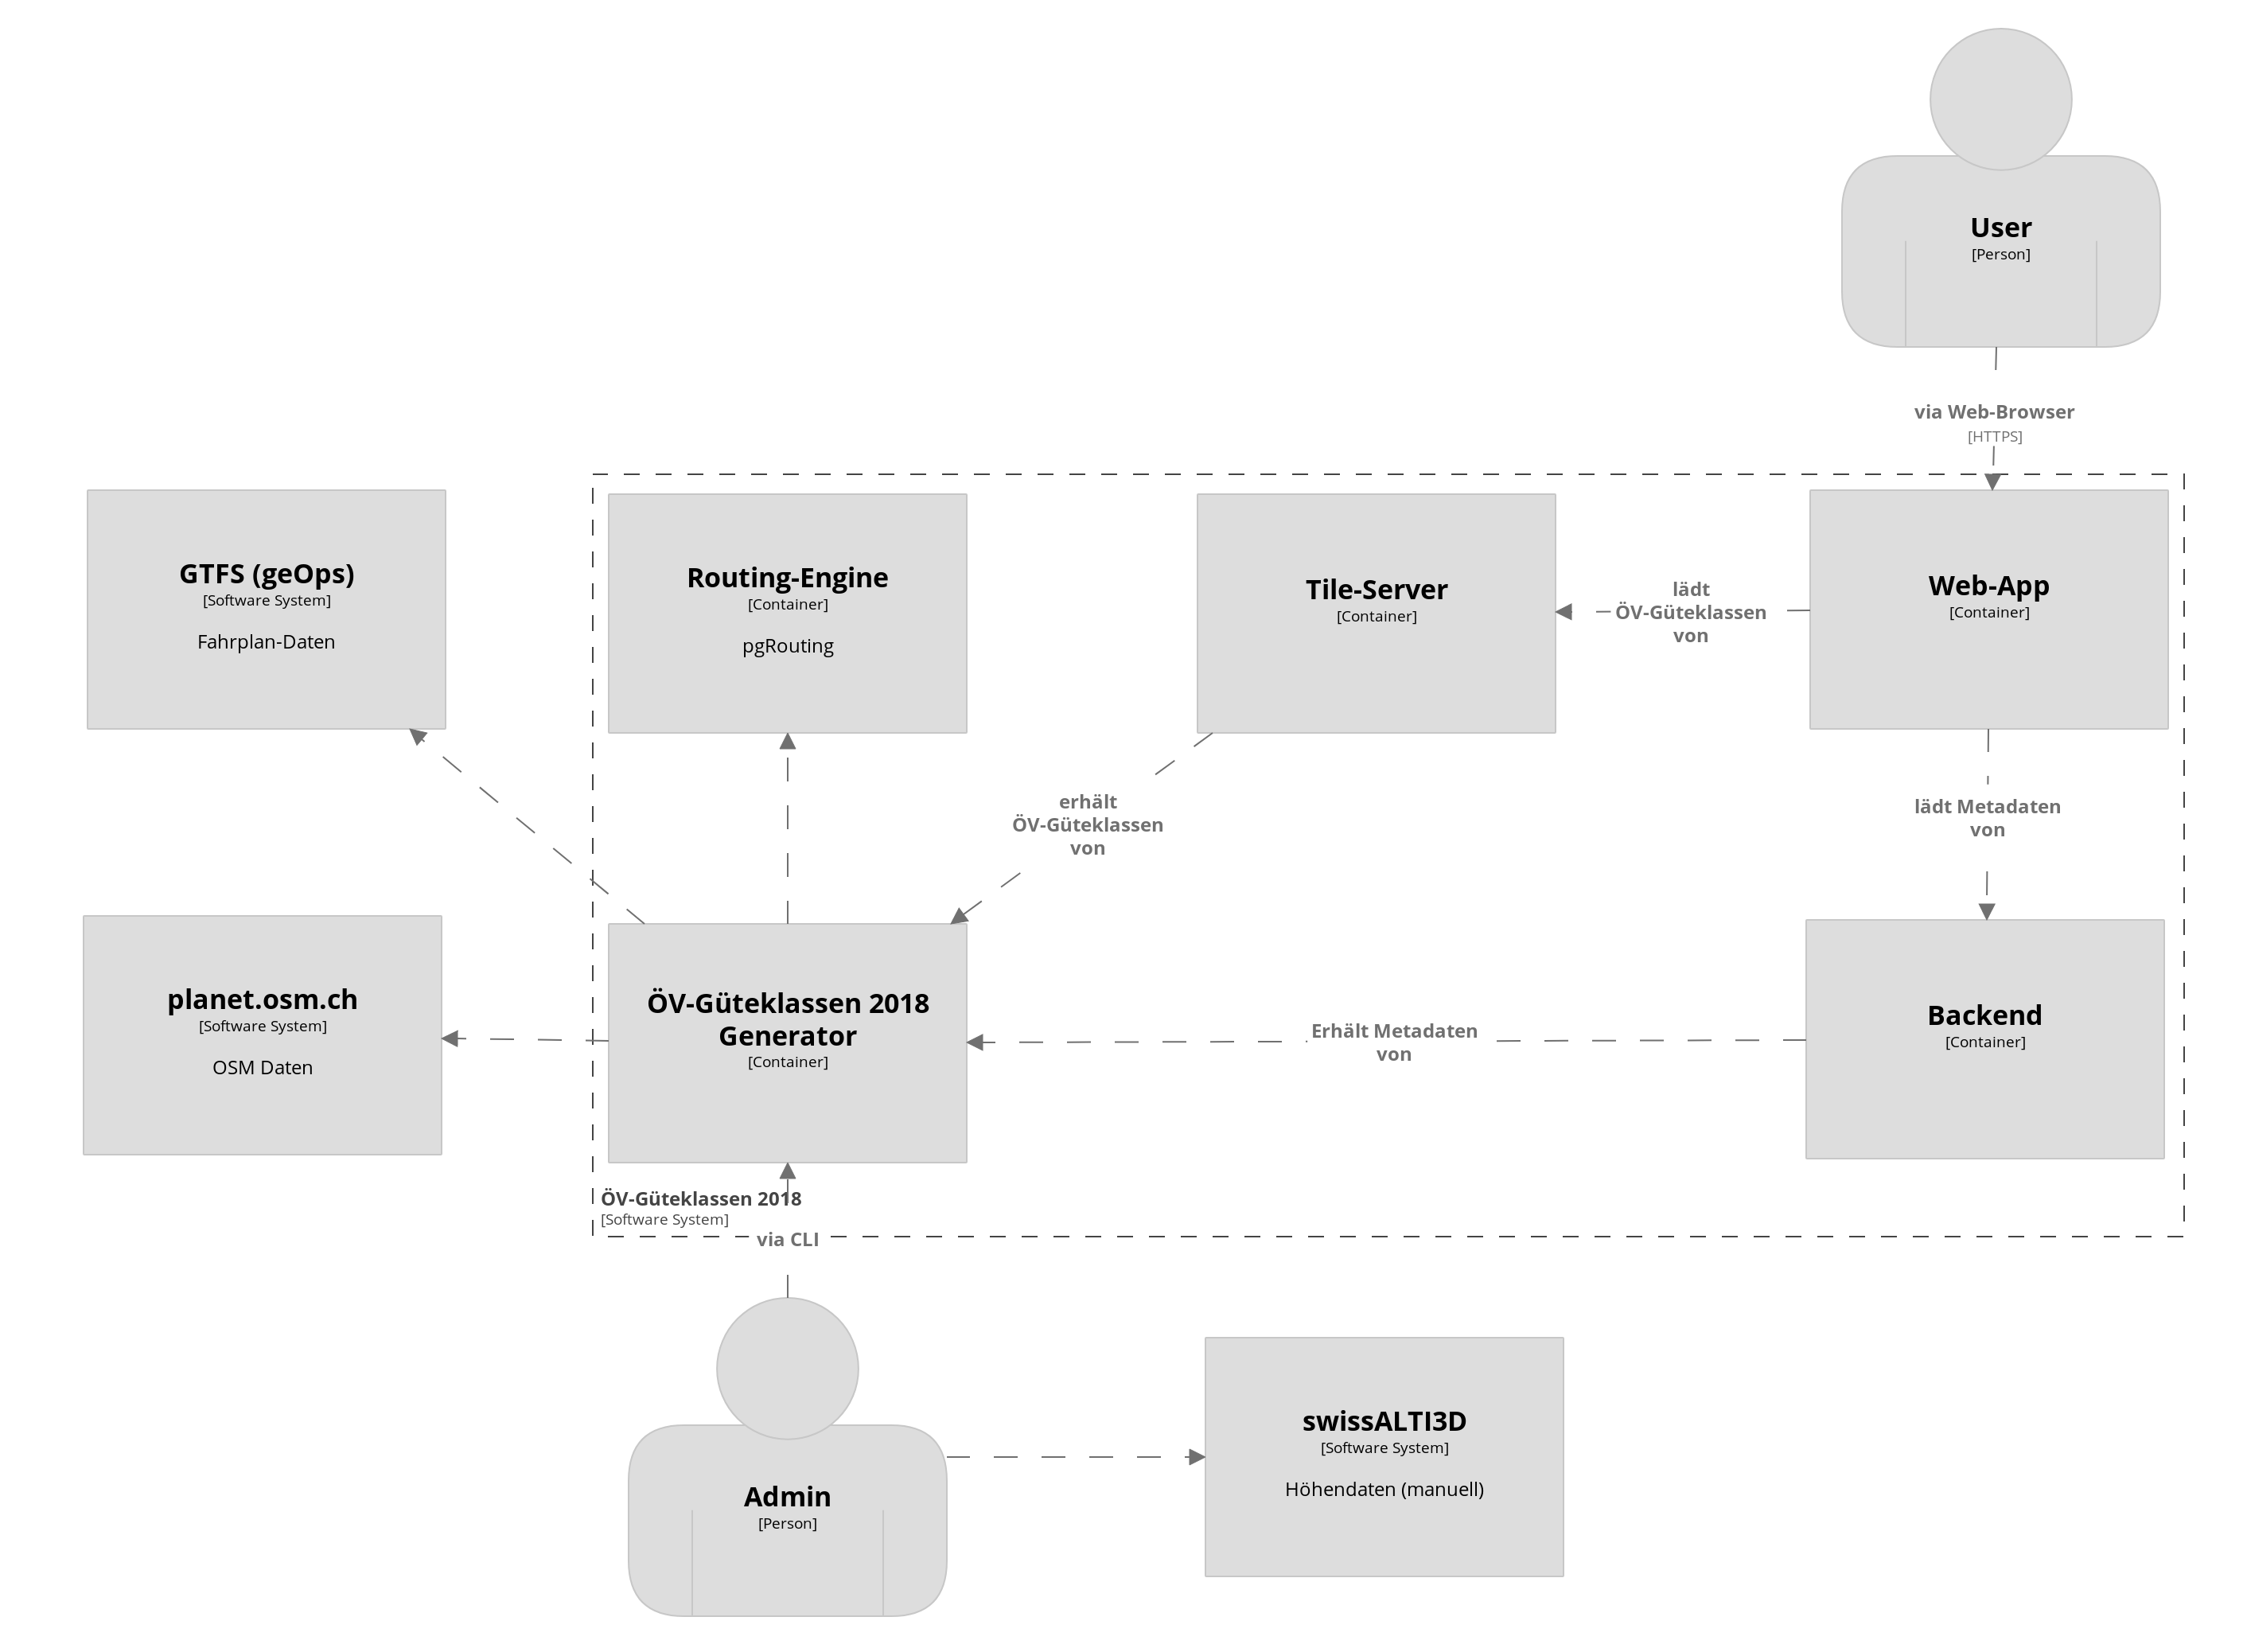 User
[Person]
via Web-Browser
[HTTPS]
GTFS (geOps)
[Software System]
Fahrplan-Daten
Routing-Engine
[Container]
pgRouting
Tile-Server
[Container]
lädt
ÖV-Güteklassen
von
Web-App
[Container]
erhält
ÖV-Güteklassen
von
lädt Metadaten
von
planet.osm.ch
[Software System]
OSM Daten
ÖV-Güteklassen 2018
Generator
[Container]
Erhält Metadaten
von
Backend
[Container]
ÖV-Güteklassen 2018
[Software System]
via CLI
Admin
[Person]
swissALTI3D
[Software System]
Höhendaten (manuell)